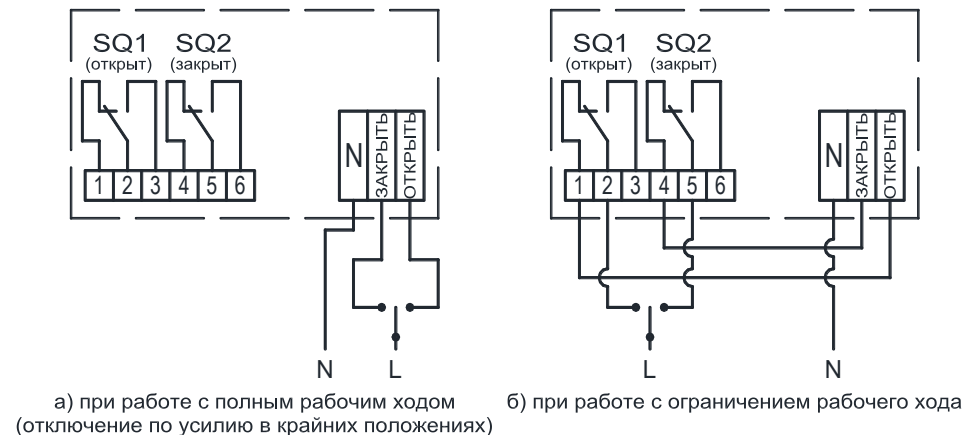 SQ1 SQ2
(открыт) (закрыт)
N ЗАКРЫТЬ ОТКРЫТЬ
1 2 3 4 5 6
N L
а) при работе с полным рабочим ходом
(отключение по усилию в крайних положениях)
SQ1 SQ2
(открыт) (закрыт)
N ЗАКРЫТЬ ОТКРЫТЬ
1 2 3 4 5 6
L N
б) при работе с ограничением рабочего хода